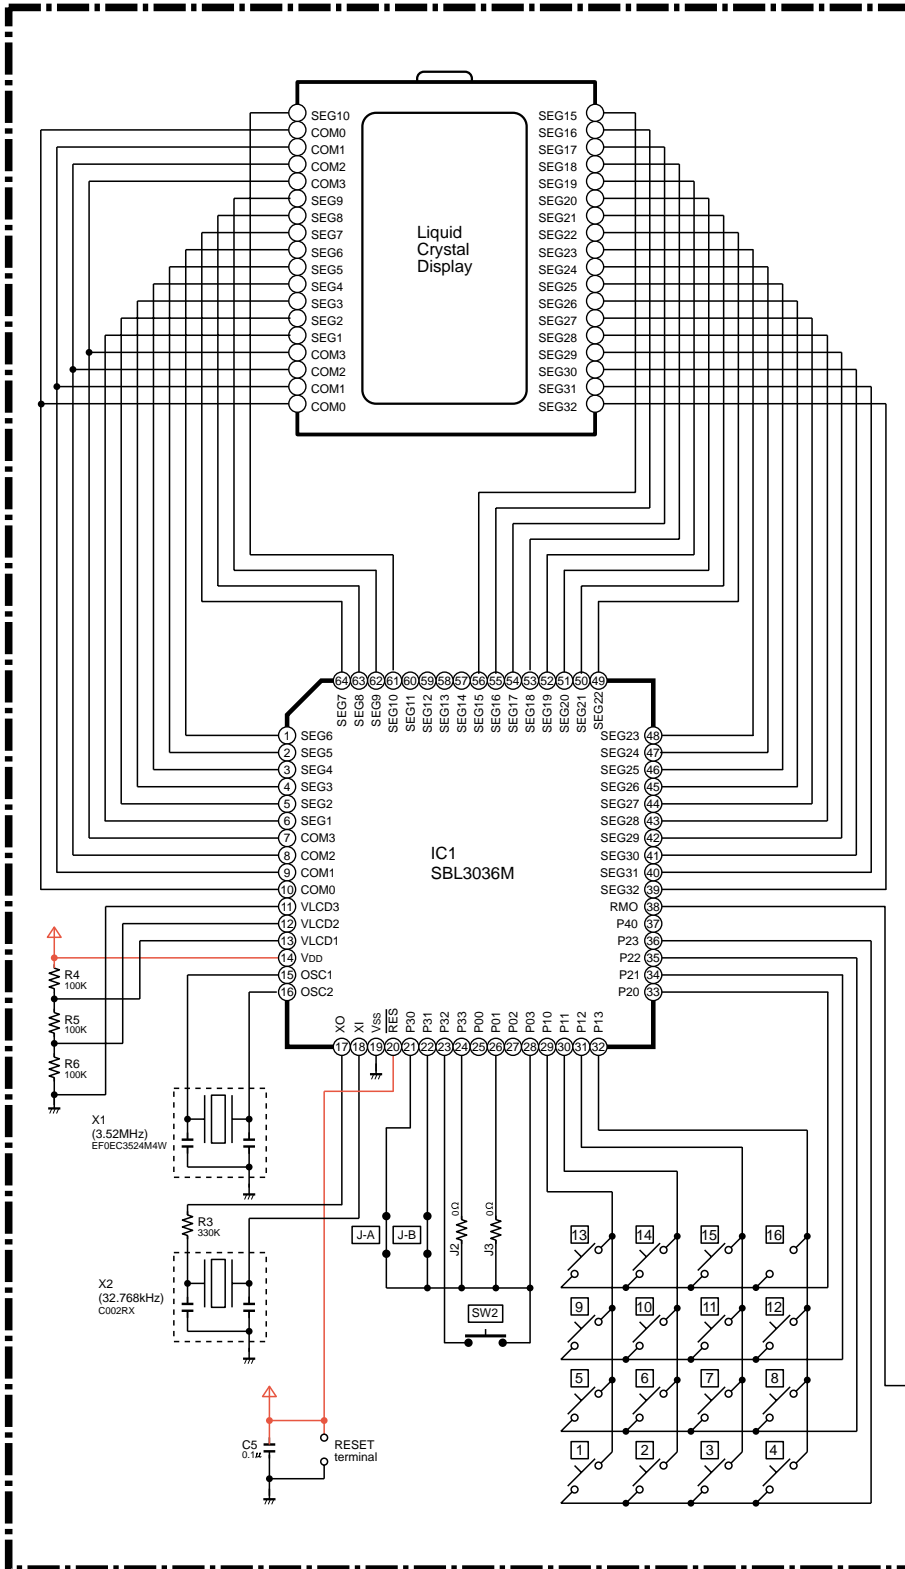 SEG10
COM0
COM1
COM2
COM3
SEG9
SEG8
SEG7
SEG6
SEG5
SEG4
SEG3
SEG2
SEG1
COM3
COM2
COM1
COM0
Liquid
Crystal
Display
SEG15
SEG16
SEG17
SEG18
SEG19
SEG20
SEG21
SEG22
SEG23
SEG24
SEG25
SEG26
SEG27
SEG28
SEG29
SEG30
SEG31
SEG32
64 63 62 61 60 59 58 57 56 55 54 53 52 51 50 49
SEG7 SEG8 SEG9 SEG10 SEG11 SEG12 SEG13 SEG14 SEG15 SEG16 SEG17 SEG18 SEG19 SEG20 SEG21 SEG22
1 SEG6
2 SEG5
3 SEG4
4 SEG3
5 SEG2
6 SEG1
7 COM3
8 COM2
9 COM1
10 COM0
11 VLCD3
12 VLCD2
13 VLCD1
14 VDD
15 OSC1
16 OSC2
IC1
SBL3036M
SEG23 48
SEG24 47
SEG25 46
SEG26 45
SEG27 44
SEG28 43
SEG29 42
SEG30 41
SEG31 40
SEG32 39
RMO 38
P40 37
P23 36
P22 35
P21 34
P20 33
XO XI Vss RES P30 P31 P32 P33 P00 P01 P02 P03 P10 P11 P12 P13
17 18 19 20 21 22 23 24 25 26 27 28 29 30 31 32
R4
100K
R5
100K
R6
100K
X1
(3.52MHz)
EF0EC3524M4W
R3
330K
X2
(32.768kHz)
C002RX
J-A
J-B
J2
0Ω
J3
0Ω
SW2
C5
0.1μ
RESET
terminal
13 14 15 16
9 10 11 12
5 6 7 8
1 2 3 4